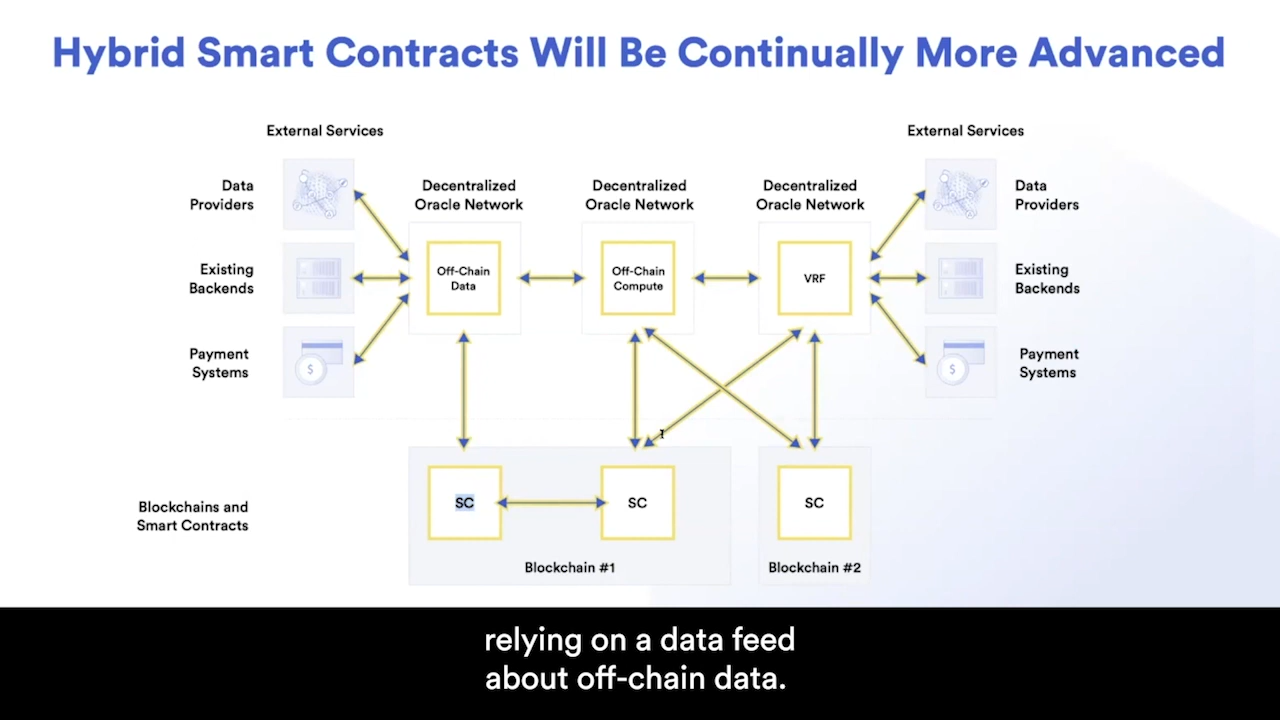 Hybrid Smart Contracts Will Be Continually More Advanced
External Services
External Services
Data
Providers
Decentralized
Oracle Network
Decentralized
Oracle Network
Decentralized
Oracle Network
Data
Providers
Existing
Backends
Off-Chain
Data
Off-Chain
Compute
VRF
Existing
Backends
Payment
Systems
$
$
Payment
Systems
Blockchains and
Smart Contracts
SC
SC
SC
Blockchain #1
Blockchain #2
relying on a data feed
about off-chain data.